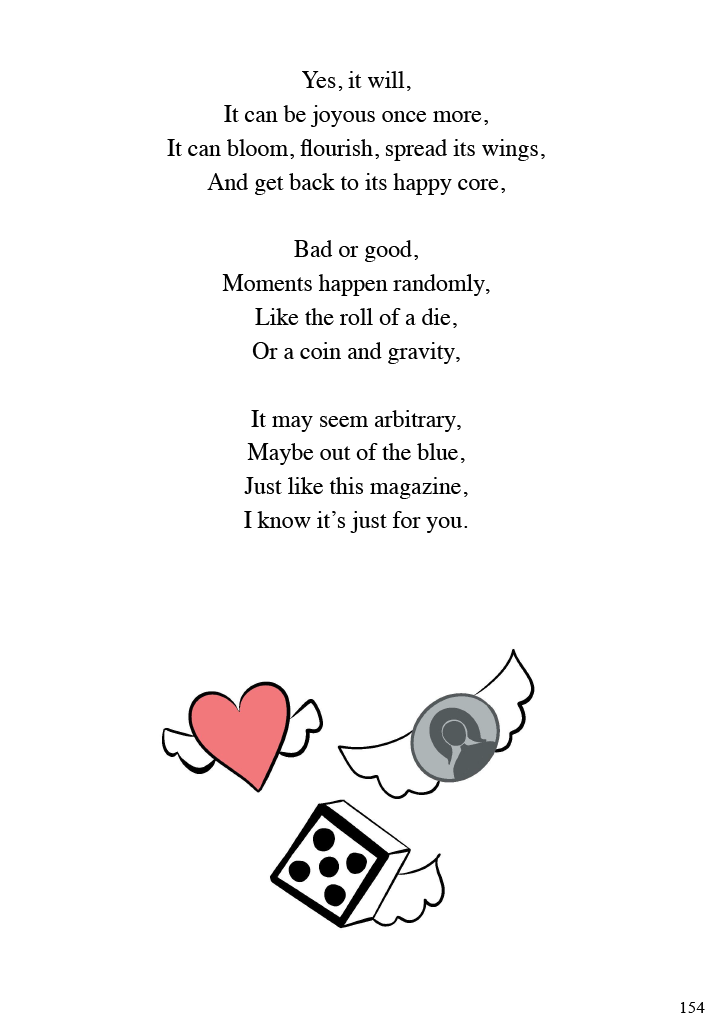 Yes, it will,
It can be joyous once more,
It can bloom, flourish, spread its wings,
And get back to its happy core,
Bad or good,
Moments happen randomly,
Like the roll of a die,
Or a coin and gravity,
It may seem arbitrary,
Maybe out of the blue,
Just like this magazine,
I know it’s just for you.
154